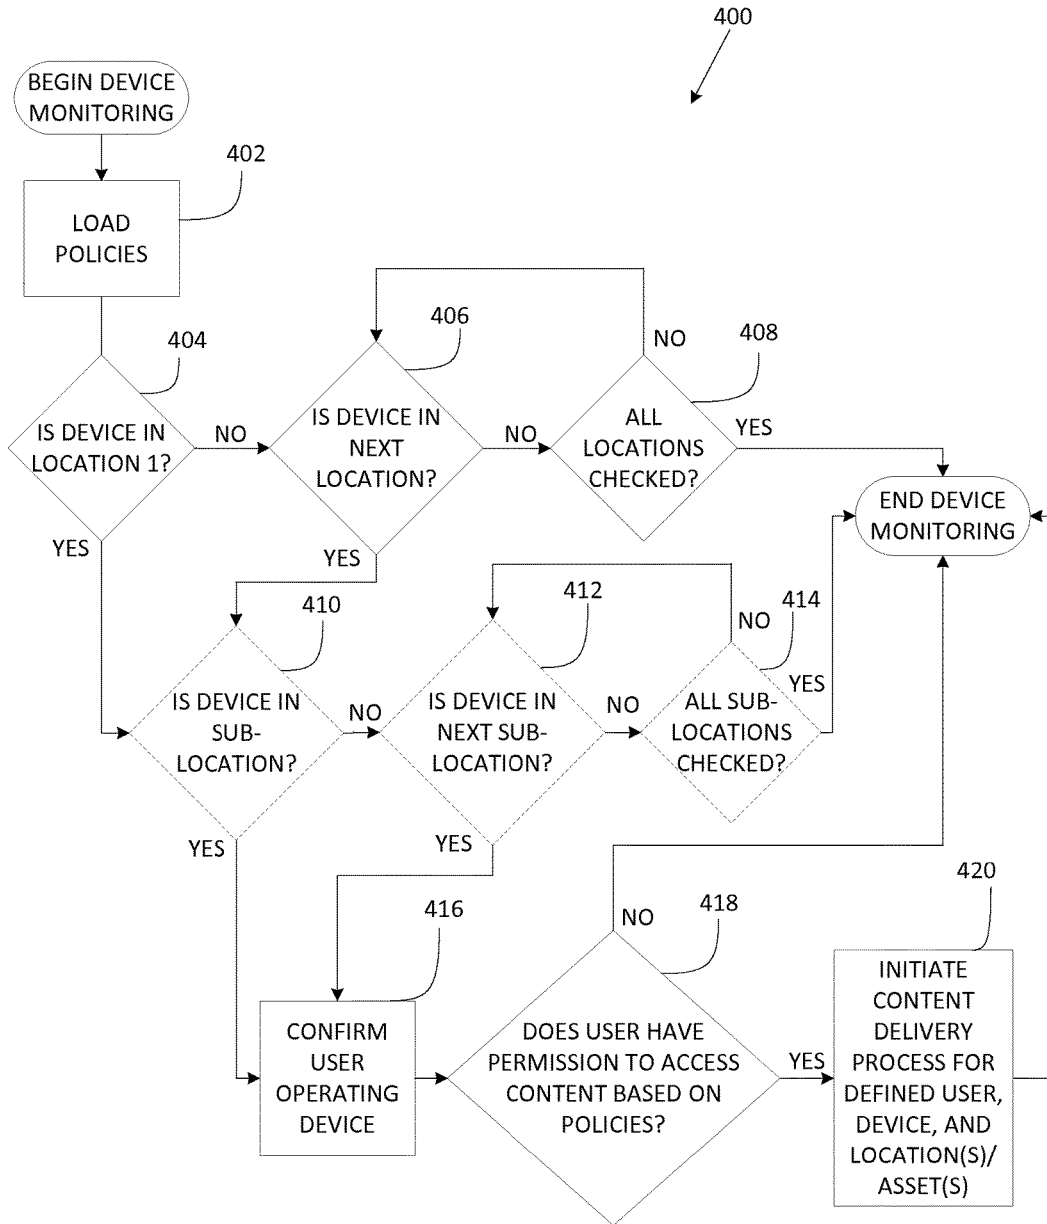 400
BEGIN DEVICE
MONITORING
402
LOAD
POLICIES
404
406
408
NO
IS DEVICE IN
LOCATION 1?
NO
IS DEVICE IN
NEXT
LOCATION?
NO
ALL
LOCATIONS
CHECKED?
YES
END DEVICE
MONITORING
YES
YES
410
412
414
NO
IS DEVICE IN
SUB-
LOCATION?
NO
IS DEVICE IN
NEXT SUB-
LOCATION?
NO
ALL SUB-
LOCATIONS
CHECKED?
YES
YES
YES
416
418
420
NO
CONFIRM
USER
OPERATING
DEVICE
DOES USER HAVE
PERMISSION TO ACCESS
CONTENT BASED ON
POLICIES?
YES
INITIATE
CONTENT
DELIVERY
PROCESS FOR
DEFINED USER,
DEVICE, AND
LOCATION(S)/
ASSET(S)